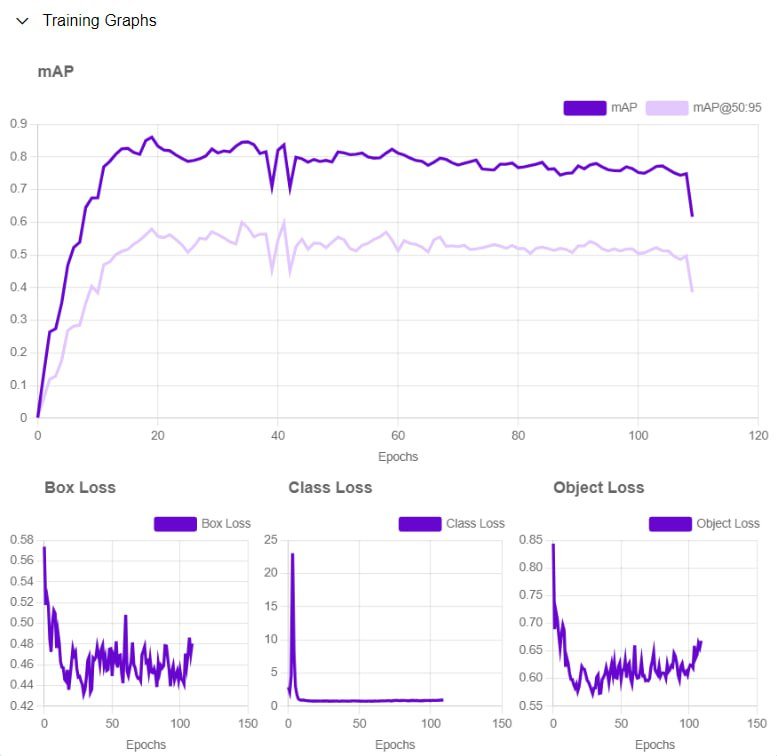 Training Graphs
mAP
mAP mAP@50:95
0.9
0.8
0.7
0.6
0.5
0.4
0.3
0.2
0.1
0
0 20 40 60 80 100 120
Epochs
Box Loss
Box Loss
0.58
0.56
0.54
0.52
0.50
0.48
0.46
0.44
0.42
0 50 100 150
Epochs
Class Loss
Class Loss
25
20
15
10
5
0
0 50 100 150
Epochs
Object Loss
Object Loss
0.85
0.80
0.75
0.70
0.65
0.60
0.55
0 50 100 150
Epochs